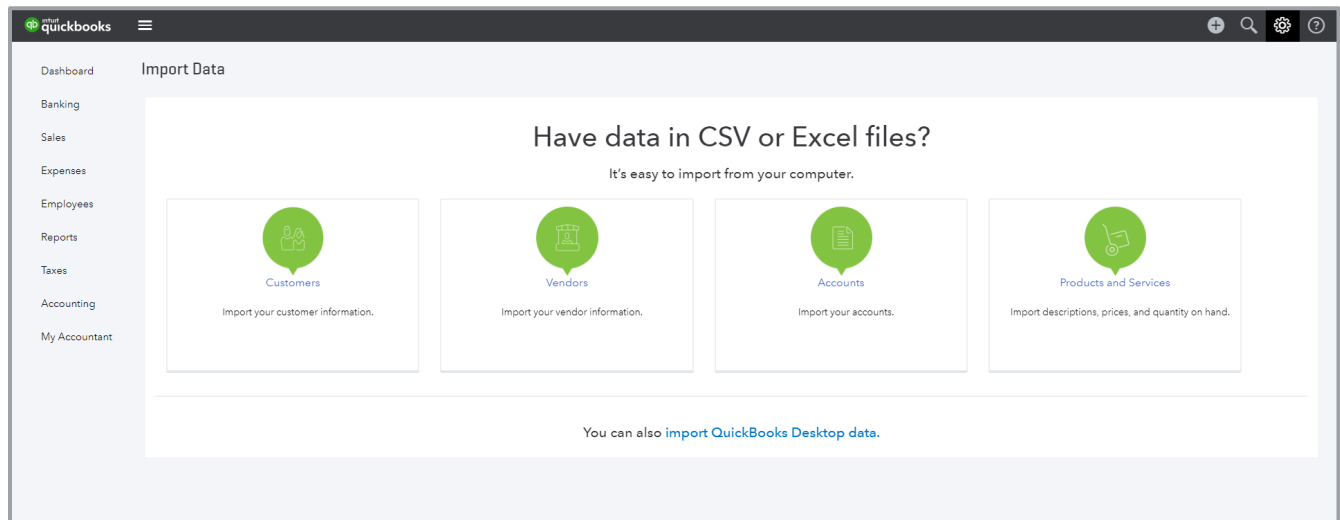 qb intuit quickbooks
Dashboard
Import Data
Banking
Have data in CSV or Excel files?
Sales
It's easy to import from your computer.
Expenses
Employees
Reports
Taxes
Accounting
My Accountant
Customers
Import your customer information.
Vendors
Import your vendor information.
Accounts
Import your accounts.
Products and Services
Import descriptions, prices, and quantity on hand.
You can also import QuickBooks Desktop data.